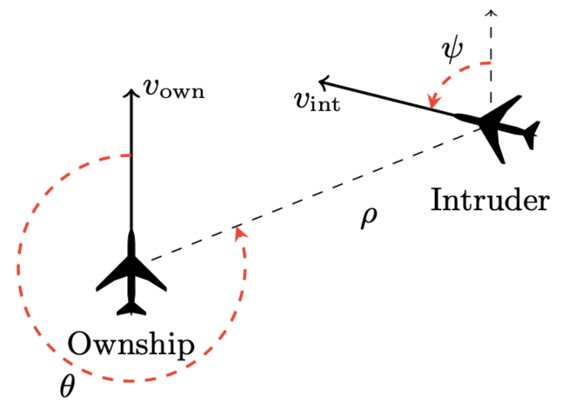 ψ
v_own
v_int
Intruder
ρ
Ownship
θ